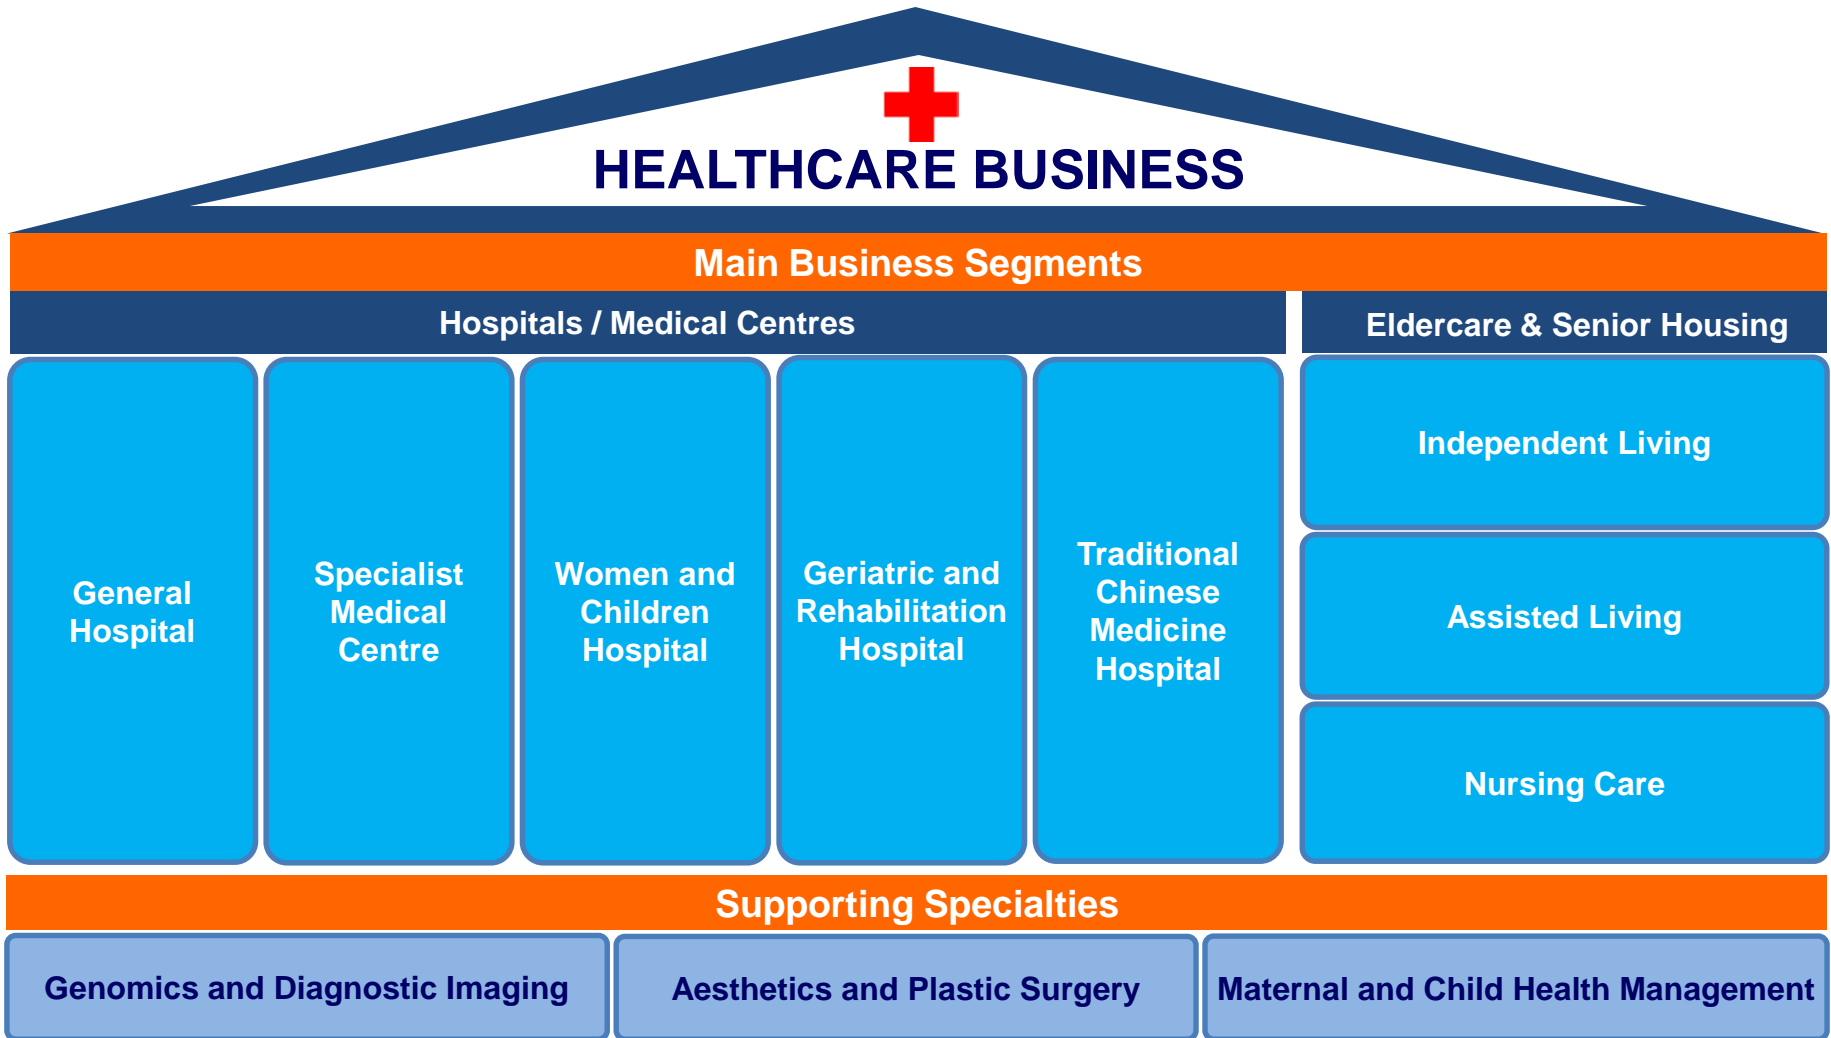 HEALTHCARE BUSINESS
Main Business Segments
Hospitals / Medical Centres
Eldercare & Senior Housing
General
Hospital
Specialist
Medical
Centre
Women and
Children
Hospital
Geriatric and
Rehabilitation
Hospital
Traditional
Chinese
Medicine
Hospital
Independent Living
Assisted Living
Nursing Care
Supporting Specialties
Genomics and Diagnostic Imaging
Aesthetics and Plastic Surgery
Maternal and Child Health Management